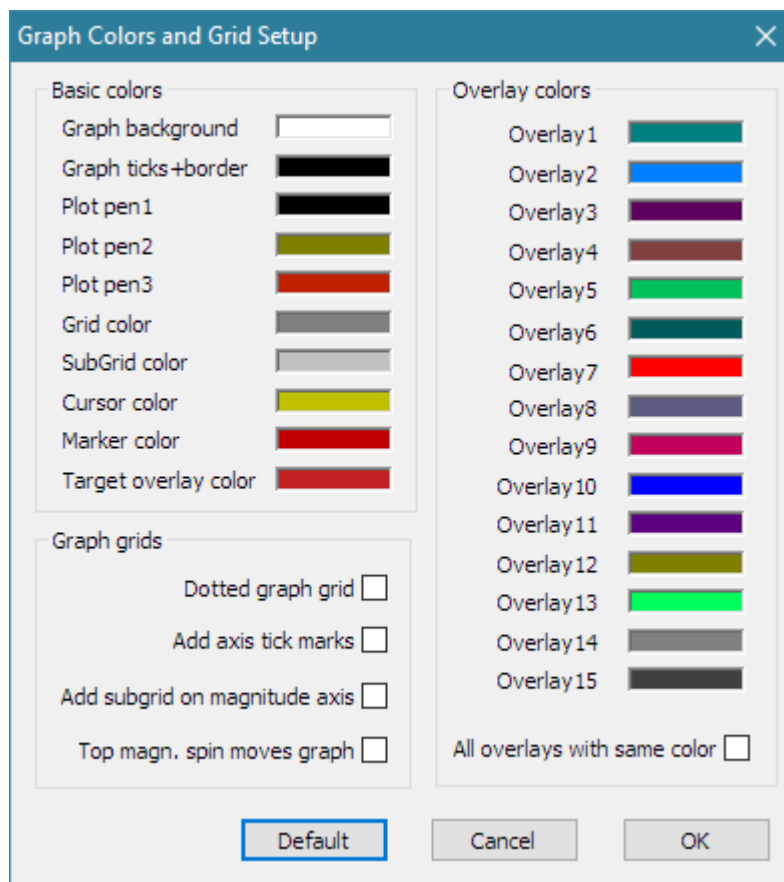 Graph Colors and Grid Setup
Basic colors
Graph background
Graph ticks+border
Plot pen1
Plot pen2
Plot pen3
Grid color
SubGrid color
Cursor color
Marker color
Target overlay color
Graph grids
Dotted graph grid
Add axis tick marks
Add subgrid on magnitude axis
Top magn. spin moves graph
Overlay colors
Overlay1
Overlay2
Overlay3
Overlay4
Overlay5
Overlay6
Overlay7
Overlay8
Overlay9
Overlay10
Overlay11
Overlay12
Overlay13
Overlay14
Overlay15
All overlays with same color
Default
Cancel
OK